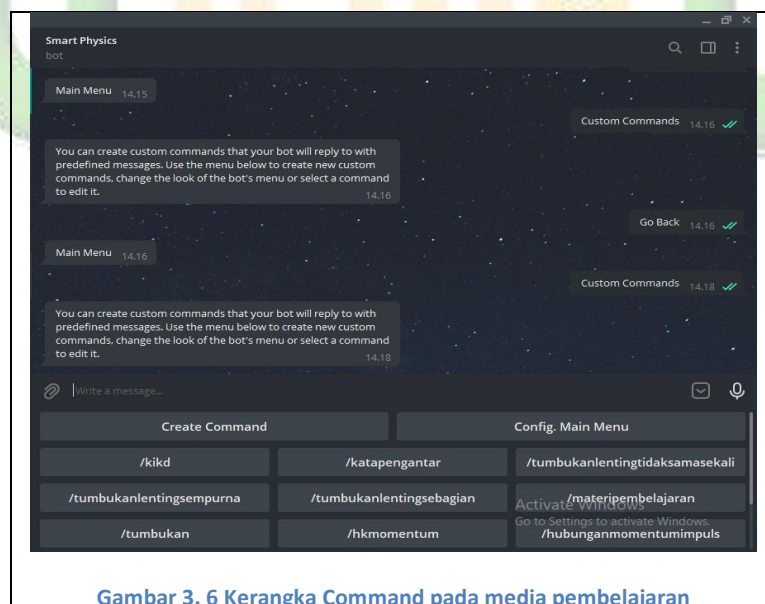 Smart Physics
bot
Main Menu 14.15
Custom Commands 14.16
You can create custom commands that your bot will reply to with
predefined messages. Use the menu below to create new custom
commands, change the look of the bot's menu or select a command
to edit it.
14.16
Go Back 14.16
Main Menu 14.16
Custom Commands 14.18
You can create custom commands that your bot will reply to with
predefined messages. Use the menu below to create new custom
commands, change the look of the bot's menu or select a command
to edit it.
14.18
Write a message...
Create Command
Config. Main Menu
/kikd
/katapengantar
/tumbukanlentingtidaksamasekali
/tumbukanlentingsempurna
/tumbukanlentingsebagian
/materipembelajaran
Activate Windows
Go to Settings to activate Windows.
/tumbukan
/hkmomentum
/hubunganmomentumimpuls
Gambar 3. 6 Kerangka Command pada media pembelajaran